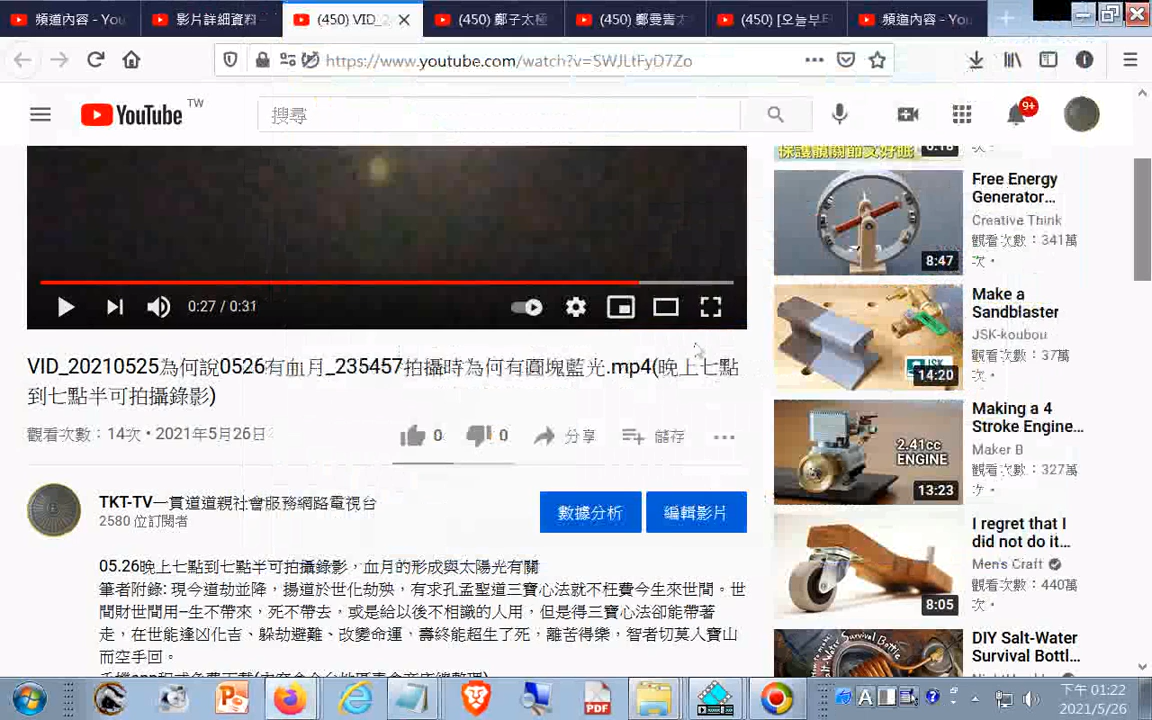 頻道內容 - You
影片詳細資料 -
(450) VID_2
(450) 鄭子太極
(450) 鄭曼青太
(450) [오늘부터
頻道內容 - You
https://www.youtube.com/watch?v=SWJLtFyD7Zo
YouTube TW
搜尋
9+
0:27 / 0:31
VID_20210525為何說0526有血月_235457拍攝時為何有圓塊藍光.mp4(晚上七點
到七點半可拍攝錄影)
觀看次數：14次 • 2021年5月26日
0
0
分享
儲存
TKT-TV一貫道道親社會服務網路電視台
2580 位訂閱者
數據分析
編輯影片
05.26晚上七點到七點半可拍攝錄影，血月的形成與太陽光有關
筆者附錄: 現今道劫並降，揚道於世化劫殃，有求孔孟聖道三寶心法就不枉費今生來世間。世
間財世間用--生不帶來，死不帶去，或是給以後不相識的人用，但是得三寶心法卻能帶著
走，在世能逢凶化吉、躲劫避難、改變命運，壽終能超生了死，離苦得樂，智者切莫入寶山
而空手回。
8:47
Free Energy
Generator...
Creative Think
觀看次數：341萬
次 •
14:20
Make a
Sandblaster
JSK-koubou
觀看次數：37萬
次 •
2.41cc
ENGINE
13:23
Making a 4
Stroke Engine...
Maker B
觀看次數：327萬
次 •
8:05
I regret that I
did not do it...
Men's Craft
觀看次數：440萬
次 •
DIY Salt-Water
Survival Bottl...
PDF
下午 01:22
2021/5/26